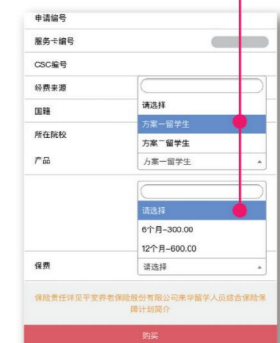 申请编号
服务卡编号
CSC编号
经费来源
国籍
请选择
方案一留学生
所在院校
方案二留学生
产品
方案一留学生
请选择
6个月-300.00
12个月-600.00
保费
请选择
保险责任详见平安养老保险股份有限公司来华留学人员综合保险保
障计划简介
购买